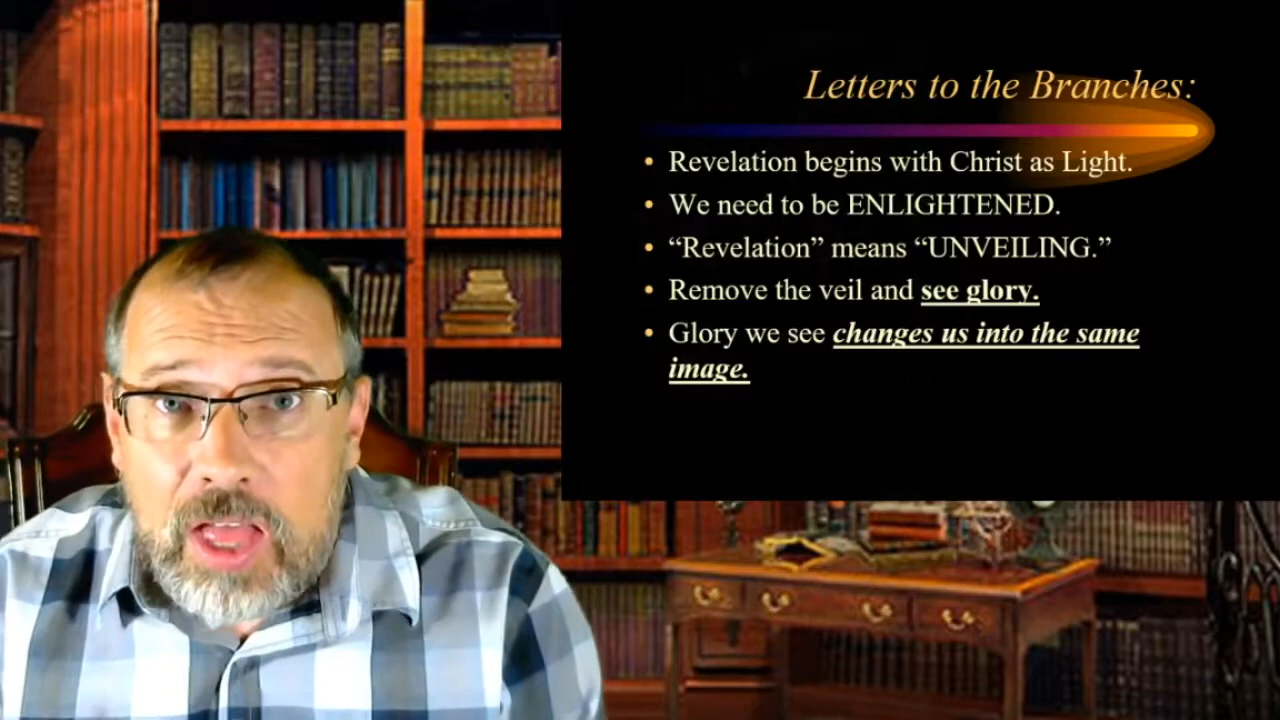 Letters to the Branches:
• Revelation begins with Christ as Light.
• We need to be ENLIGHTENED.
• “Revelation” means “UNVEILING.”
• Remove the veil and see glory.
• Glory we see changes us into the same
image.